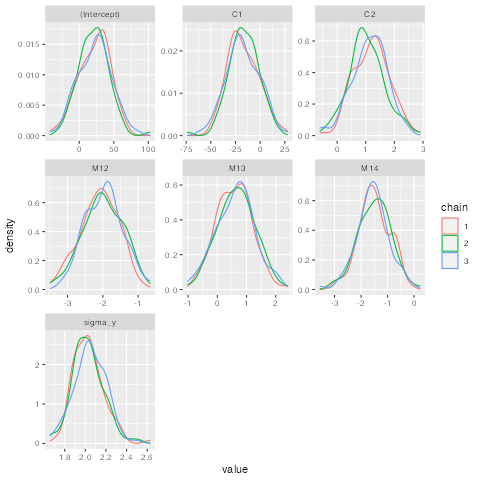 (Intercept) C1 C2
0.015 0.010 0.005 0.000
0 50 100
0.02 0.01 0.00
-75 -50 -25 0 25
0.6 0.4 0.2 0.0
0 1 2 3
M12 M13 M14
0.6 0.4 0.2 0.0
-3 -2 -1
0.6 0.4 0.2 0.0
-1 0 1 2
0.6 0.4 0.2 0.0
-3 -2 -1 0
sigma_y
2 1 0
1.8 2.0 2.2 2.4 2.6
density
value
chain
1
2
3